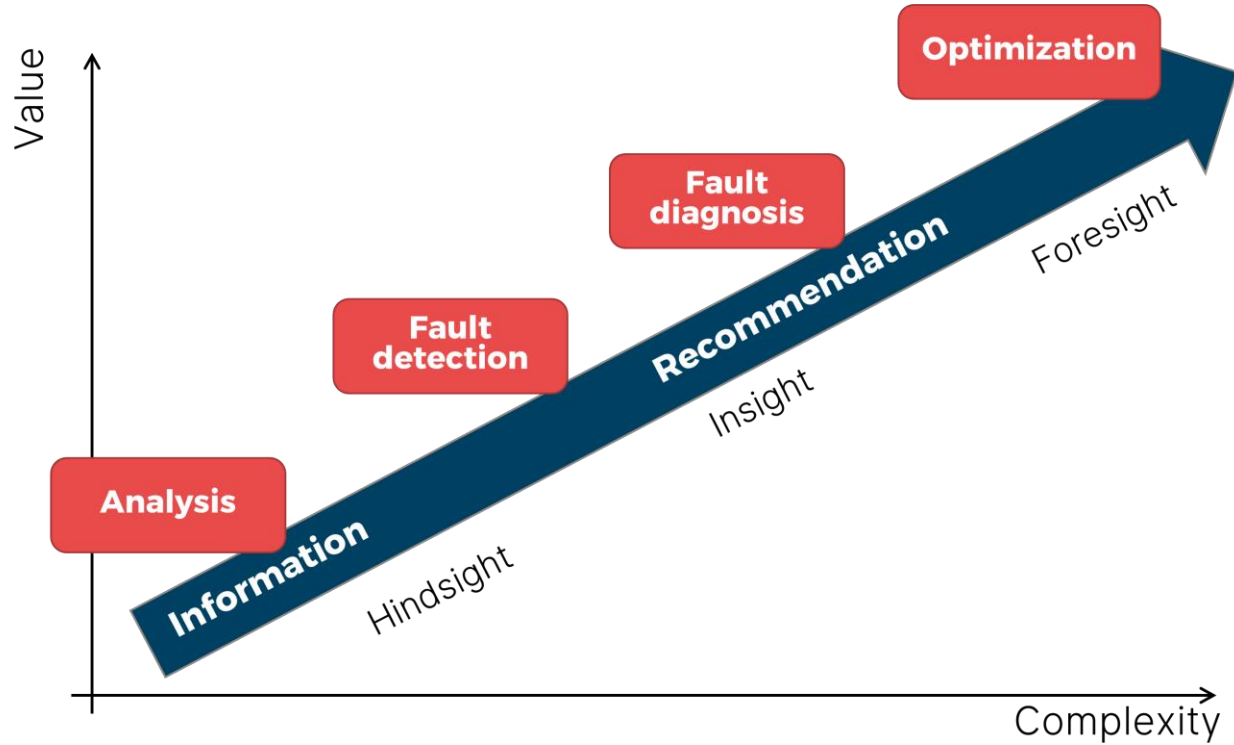 Value
Optimization
Fault
diagnosis
Fault
detection
Analysis
Information
Recommendation
Hindsight
Insight
Foresight
Complexity